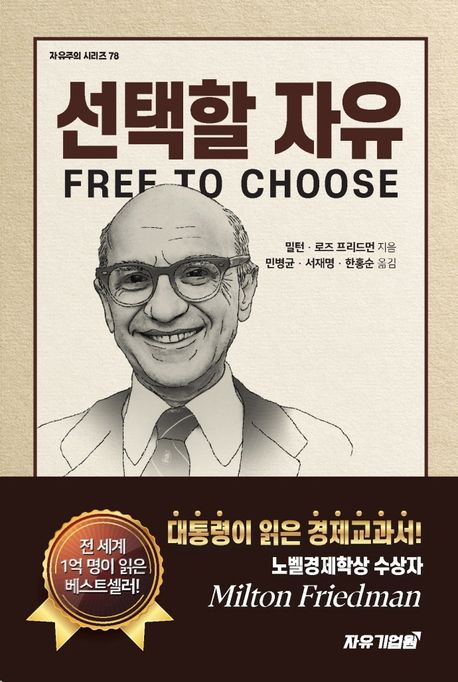 자유주의 시리즈 78
선택할 자유
FREE TO CHOOSE
밀턴 · 로즈 프리드먼 지음
민병균 · 서재명 · 한홍순 옮김
대통령이 읽은 경제교과서!
노벨경제학상 수상자
Milton Friedman
전 세계
1억 명이 읽은
베스트셀러!
자유기업원